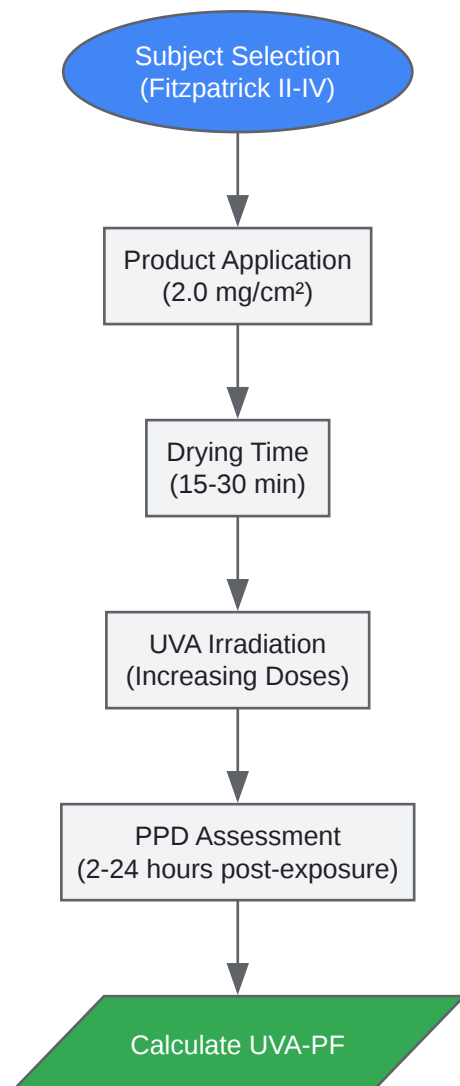 Subject Selection
(Fitzpatrick II-IV)
Product Application
(2.0 mg/cm²)
Drying Time
(15-30 min)
UVA Irradiation
(Increasing Doses)
PPD Assessment
(2-24 hours post-exposure)
Calculate UVA-PF